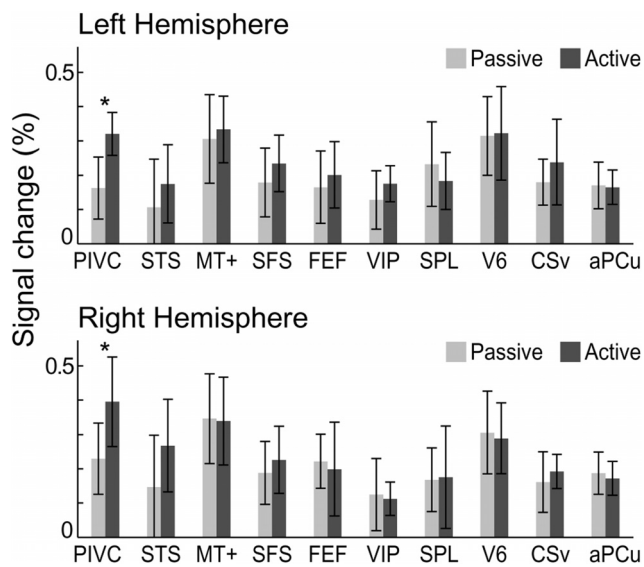 Left Hemisphere
Passive Active
0.5
*
0
PIVC STS MT+ SFS FEF VIP SPL V6 CSv aPCu
Signal change (%)
Right Hemisphere
Passive Active
*
0.5
0
PIVC STS MT+ SFS FEF VIP SPL V6 CSv aPCu